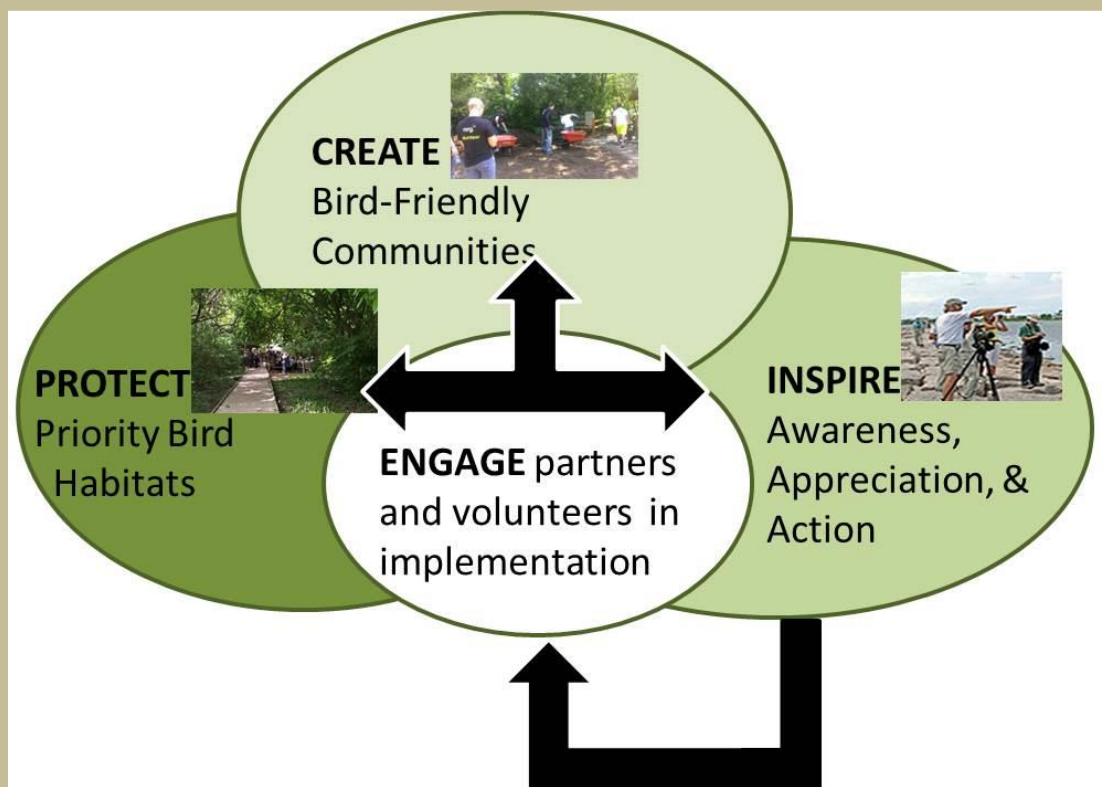 CREATE
Bird-Friendly
Communities
PROTECT
Priority Bird
Habitats
ENGAGE partners
and volunteers in
implementation
INSPIRE
Awareness,
Appreciation, &
Action